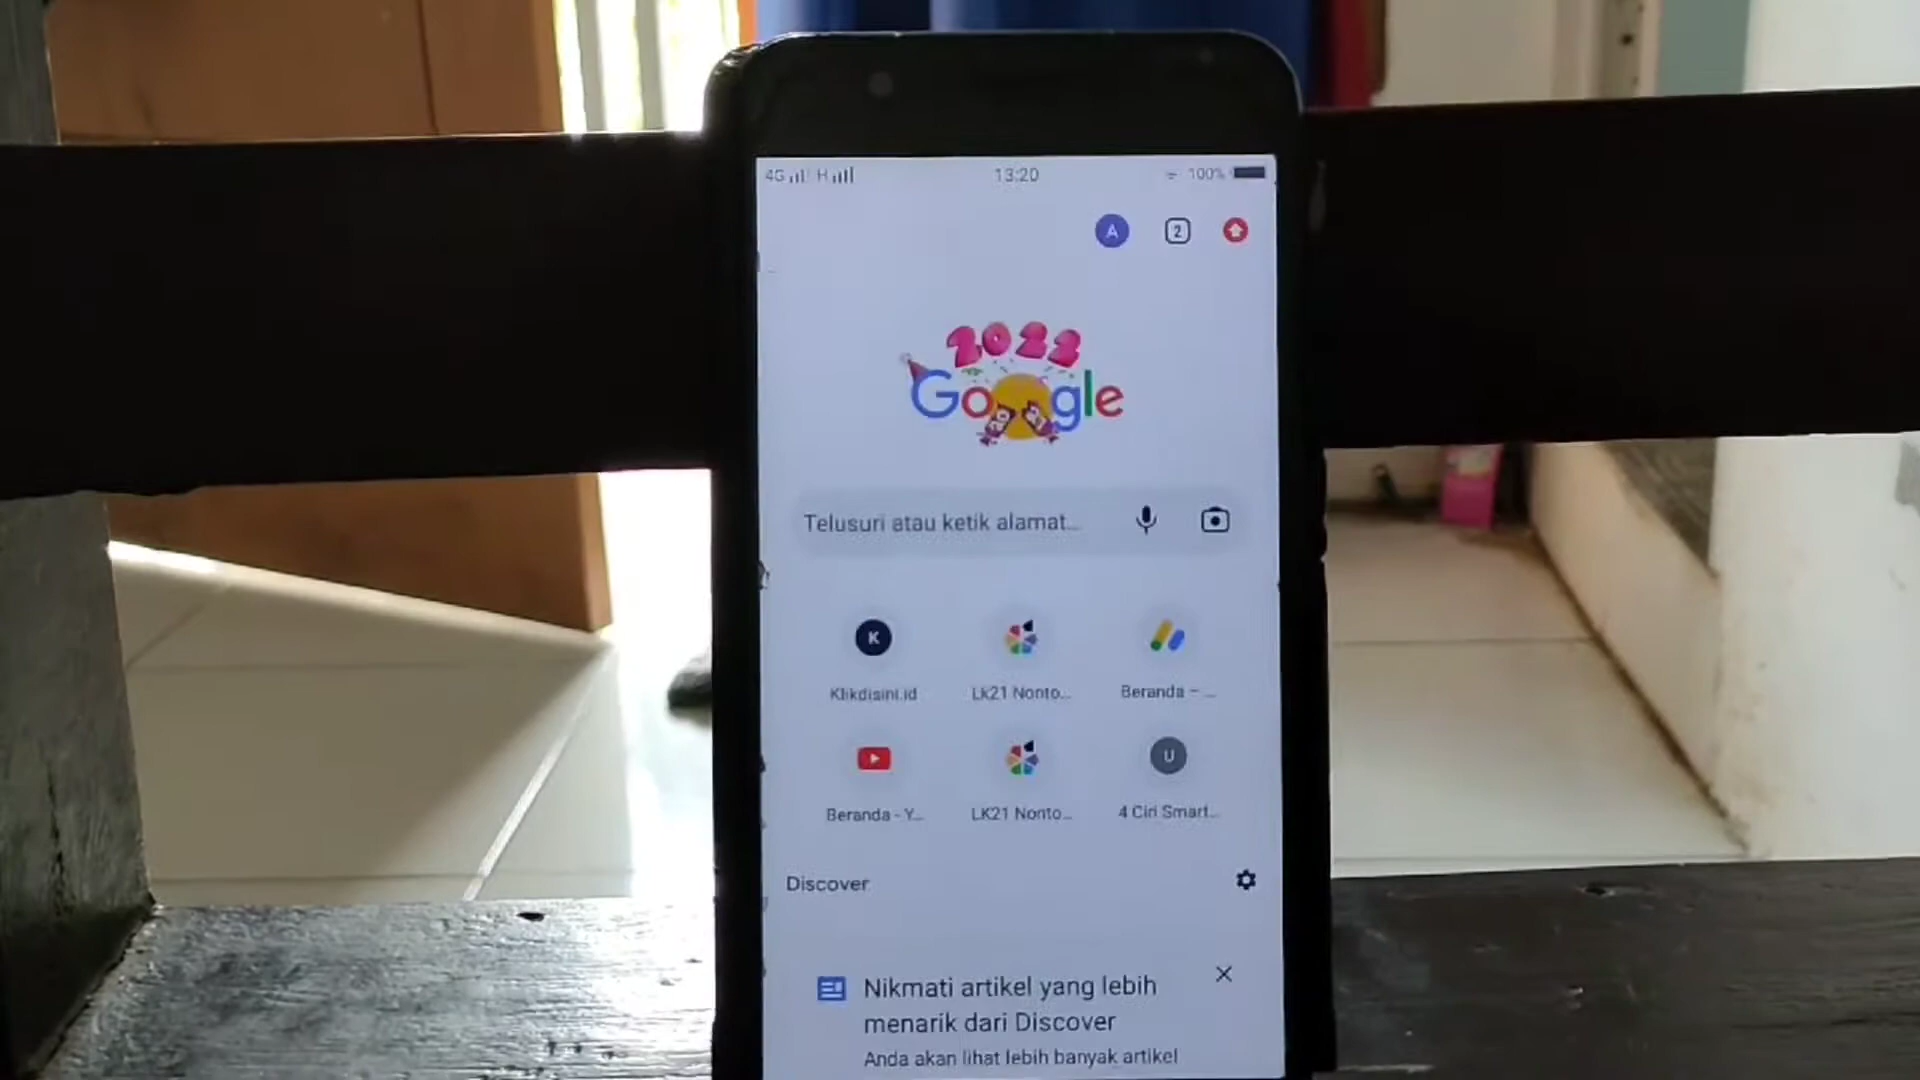 4G H 13:20 100%
A 2
2022
Google
Telusuri atau ketik alamat...
K
Klikdisini.id Lk21 Nonto... Beranda – ...
U
Beranda - Y... LK21 Nonto... 4 Ciri Smart...
Discover
Nikmati artikel yang lebih
menarik dari Discover
Anda akan lihat lebih banyak artikel